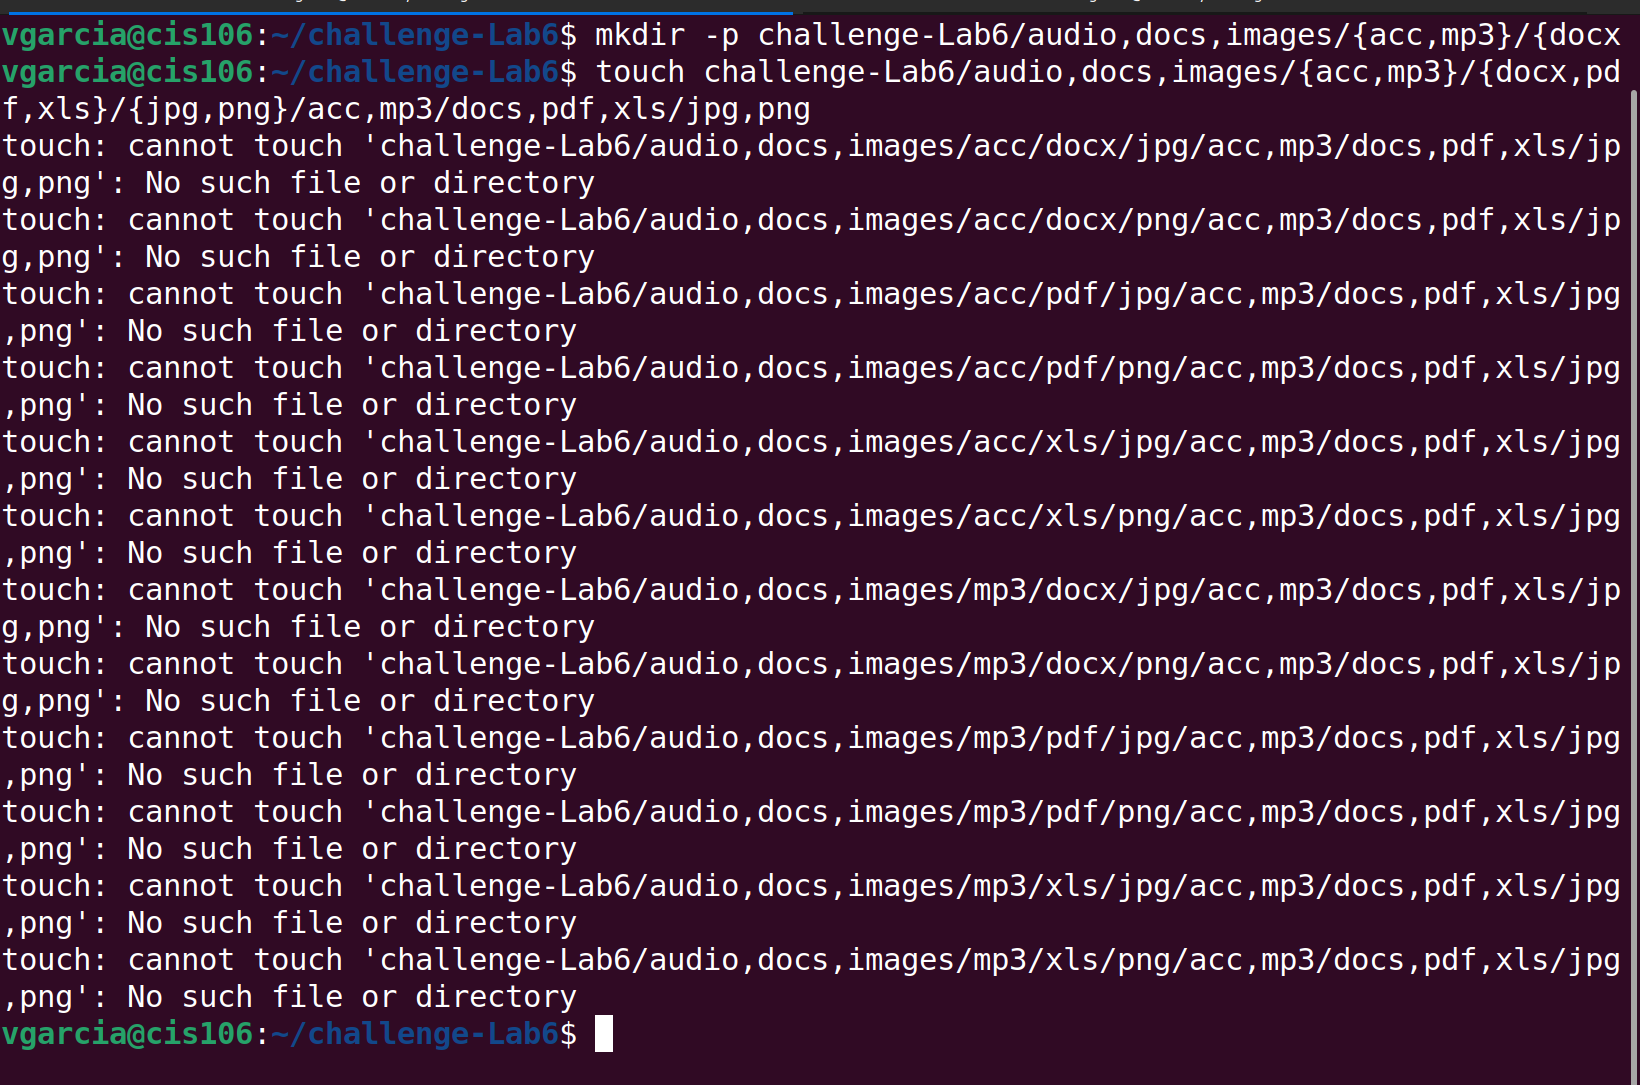 vgarcia@cis106:~/challenge-Lab6$ mkdir -p challenge-Lab6/audio,docs,images/{acc,mp3}/{docx
vgarcia@cis106:~/challenge-Lab6$ touch challenge-Lab6/audio,docs,images/{acc,mp3}/{docx,pd
f,xls}/{jpg,png}/acc,mp3/docs,pdf,xls/jpg,png
touch: cannot touch 'challenge-Lab6/audio,docs,images/acc/docx/jpg/acc,mp3/docs,pdf,xls/jp
g,png': No such file or directory
touch: cannot touch 'challenge-Lab6/audio,docs,images/acc/docx/png/acc,mp3/docs,pdf,xls/jp
g,png': No such file or directory
touch: cannot touch 'challenge-Lab6/audio,docs,images/acc/pdf/jpg/acc,mp3/docs,pdf,xls/jpg
,png': No such file or directory
touch: cannot touch 'challenge-Lab6/audio,docs,images/acc/pdf/png/acc,mp3/docs,pdf,xls/jpg
,png': No such file or directory
touch: cannot touch 'challenge-Lab6/audio,docs,images/acc/xls/jpg/acc,mp3/docs,pdf,xls/jpg
,png': No such file or directory
touch: cannot touch 'challenge-Lab6/audio,docs,images/acc/xls/png/acc,mp3/docs,pdf,xls/jpg
,png': No such file or directory
touch: cannot touch 'challenge-Lab6/audio,docs,images/mp3/docx/jpg/acc,mp3/docs,pdf,xls/jp
g,png': No such file or directory
touch: cannot touch 'challenge-Lab6/audio,docs,images/mp3/docx/png/acc,mp3/docs,pdf,xls/jp
g,png': No such file or directory
touch: cannot touch 'challenge-Lab6/audio,docs,images/mp3/pdf/jpg/acc,mp3/docs,pdf,xls/jpg
,png': No such file or directory
touch: cannot touch 'challenge-Lab6/audio,docs,images/mp3/pdf/png/acc,mp3/docs,pdf,xls/jpg
,png': No such file or directory
touch: cannot touch 'challenge-Lab6/audio,docs,images/mp3/xls/jpg/acc,mp3/docs,pdf,xls/jpg
,png': No such file or directory
touch: cannot touch 'challenge-Lab6/audio,docs,images/mp3/xls/png/acc,mp3/docs,pdf,xls/jpg
,png': No such file or directory
vgarcia@cis106:~/challenge-Lab6$